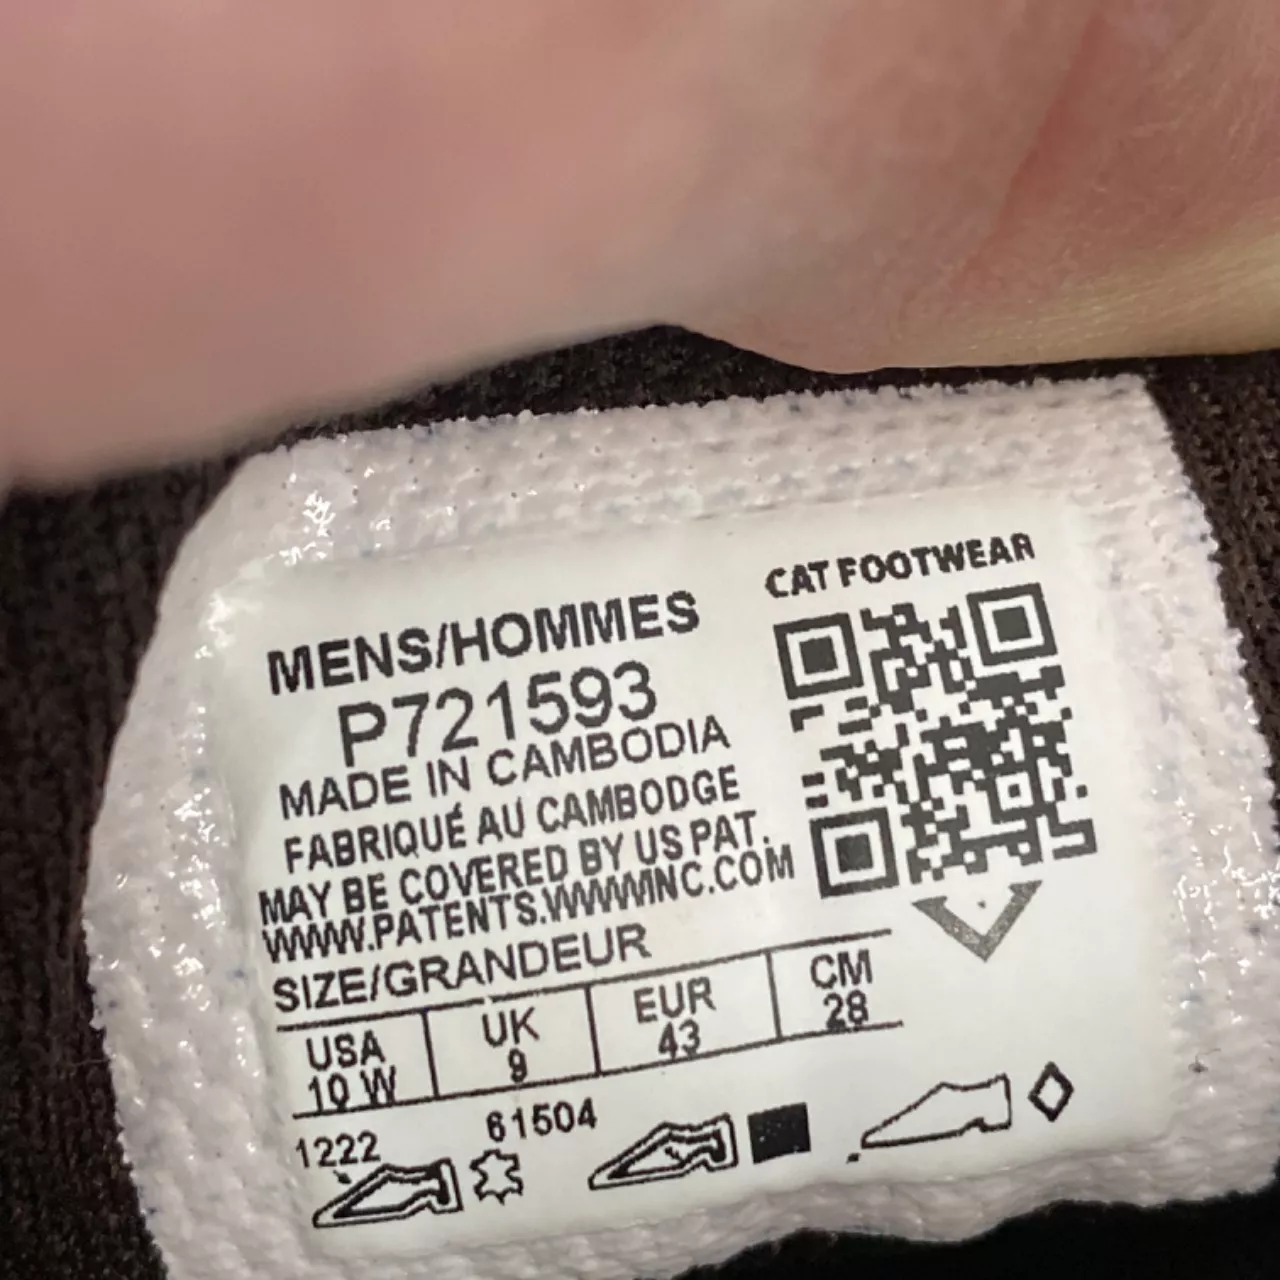 CAT FOOTWEAR
MENS/HOMMES
P721593
MADE IN CAMBODIA
FABRIQUÉ AU CAMBODGE
MAY BE COVERED BY US PAT.
WWW.PATENTS.WWWINC.COM
SIZE/GRANDEUR
USA UK EUR CM
10 W 9 43 28
1222 61504